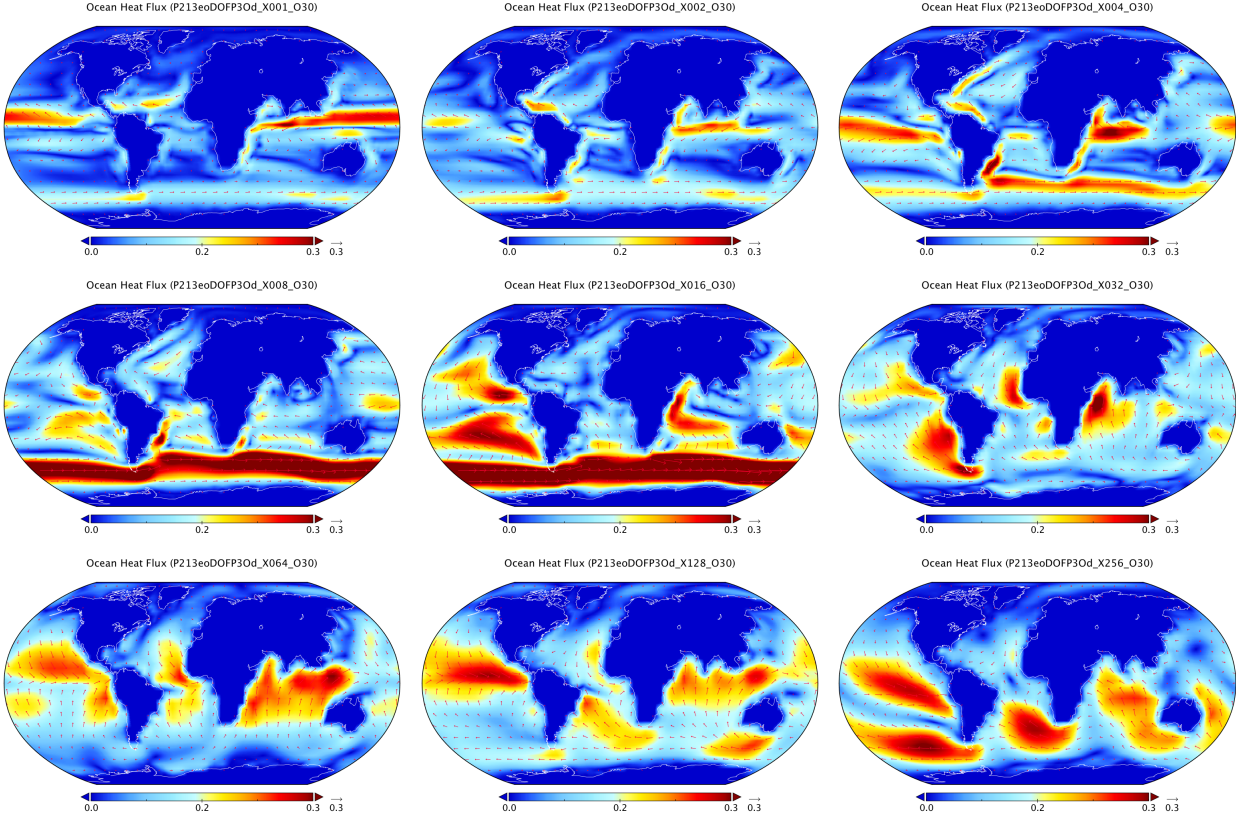 Ocean Heat Flux (P213eoDOFP3Od_X001_O30)
Ocean Heat Flux (P213eoDOFP3Od_X002_O30)
Ocean Heat Flux (P213eoDOFP3Od_X004_O30)
0.0 0.2 0.3
0.0 0.2 0.3
0.0 0.2 0.3
0.3
0.3
0.3
Ocean Heat Flux (P213eoDOFP3Od_X008_O30)
Ocean Heat Flux (P213eoDOFP3Od_X016_O30)
Ocean Heat Flux (P213eoDOFP3Od_X032_O30)
0.0 0.2 0.3
0.0 0.2 0.3
0.0 0.2 0.3
0.3
0.3
0.3
Ocean Heat Flux (P213eoDOFP3Od_X064_O30)
Ocean Heat Flux (P213eoDOFP3Od_X128_O30)
Ocean Heat Flux (P213eoDOFP3Od_X256_O30)
0.0 0.2 0.3
0.0 0.2 0.3
0.0 0.2 0.3
0.3
0.3
0.3